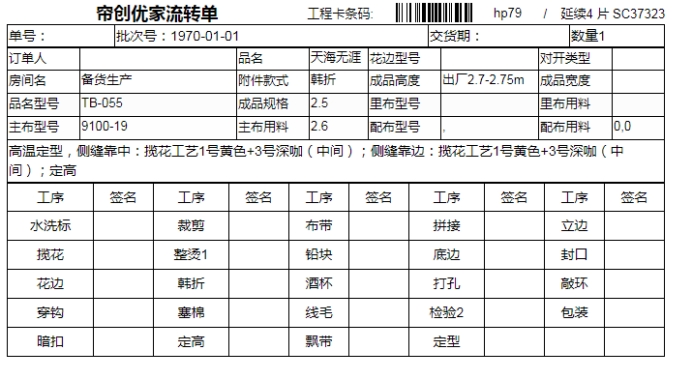 帘创优家流转单 工程卡条码: hp79 / 延续4 片 SC37323
单号： 批次号：1970-01-01 交货期： 数量1
订单人 品名 天海无涯 花边型号 对开类型
房间名 备货生产 附件款式 韩折 成品高度 出厂2.7-2.75m 成品宽度
品名型号 TB-055 成品规格 2.5 里布型号 里布用料
主布型号 9100-19 主布用料 2.6 配布型号 , 配布用料 0,0
高温定型，侧缝靠中：揽花工艺1号黄色+3号深咖（中间）；侧缝靠边：揽花工艺1号黄色+3号深咖（中
间）；定高
工序 签名 工序 签名 工序 签名 工序 签名 工序 签名
水洗标 裁剪 布带 拼接 立边
揽花 整烫1 铅块 底边 封口
花边 韩折 酒杯 打孔 敲环
穿钩 塞棉 线毛 检验2 包装
暗扣 定高 飘带 定型